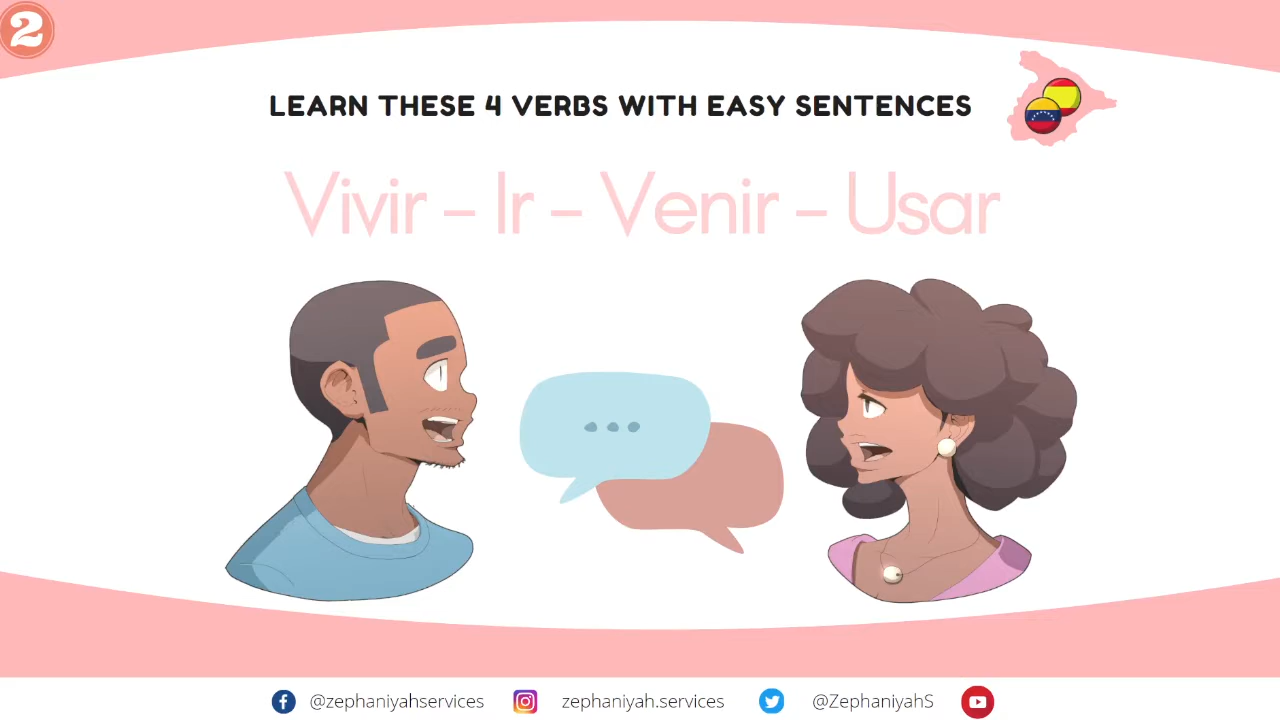 2
LEARN THESE 4 VERBS WITH EASY SENTENCES
Vivir – Ir – Venir – Usar
@zephaniyahservices zephaniyah.services @ZephaniyahS